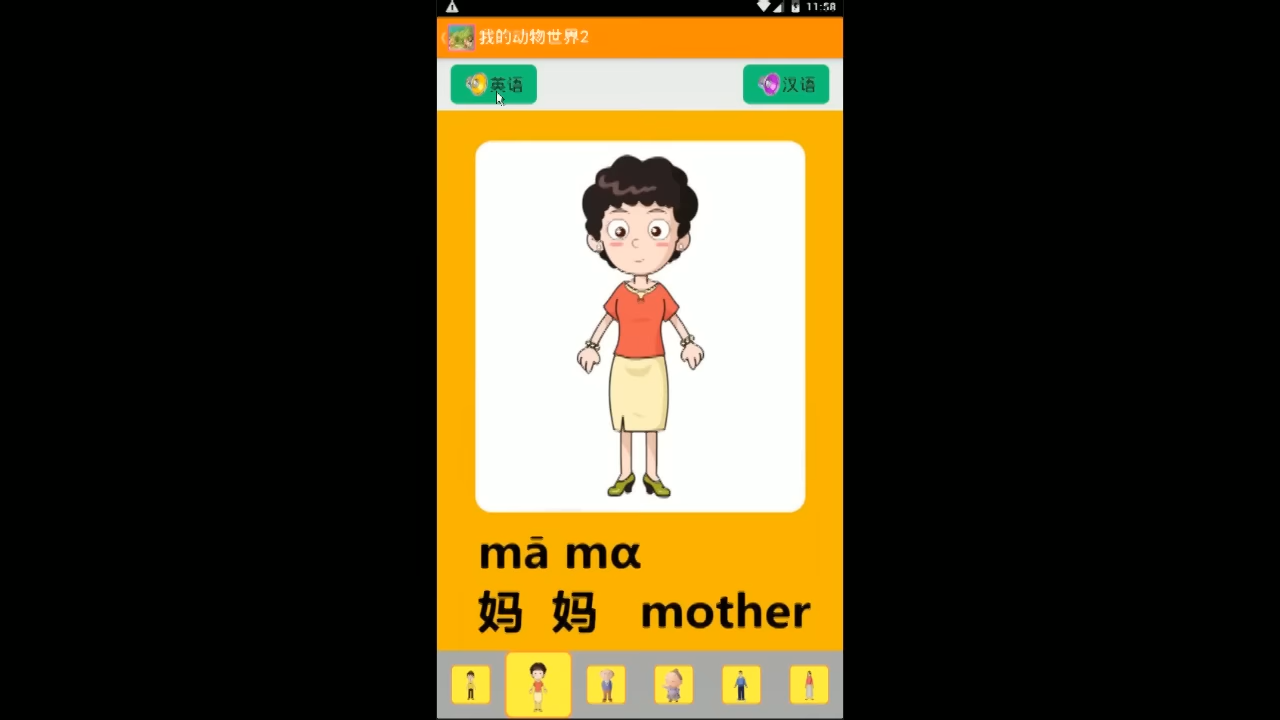 11:58
我的动物世界2
英语
汉语
mā mɑ
妈 妈 mother